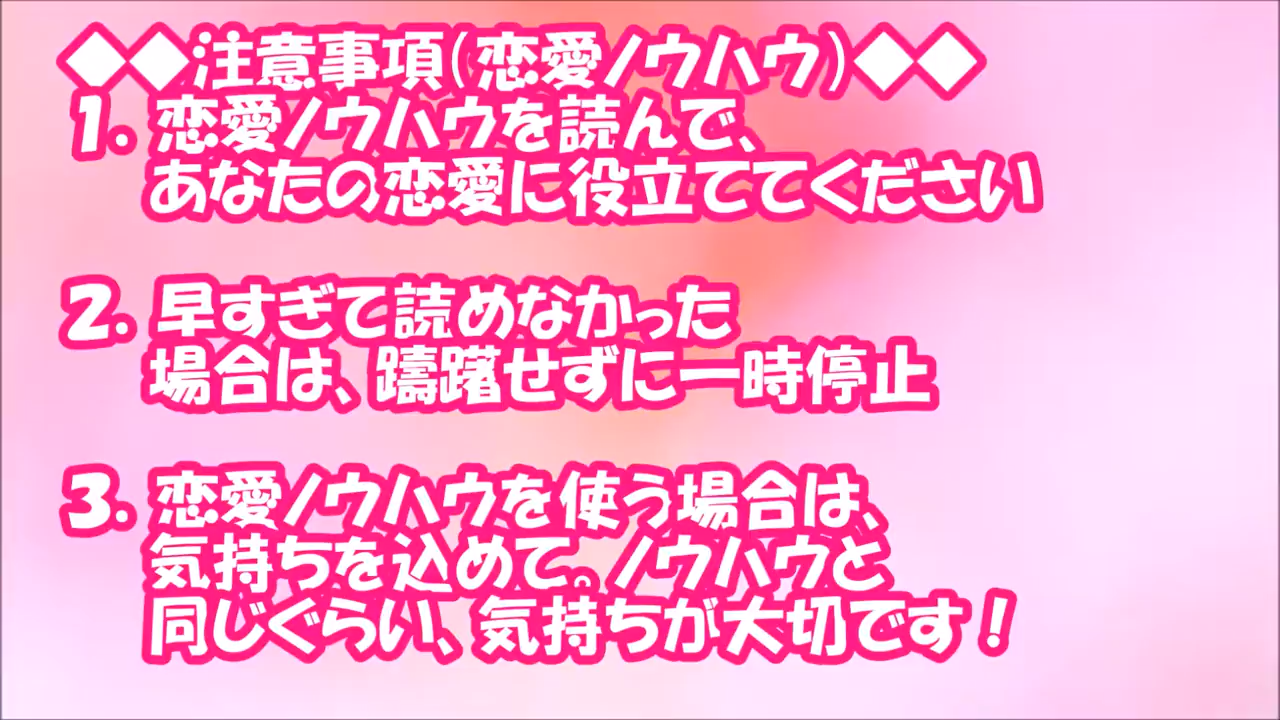 ◆◆注意事項(恋愛ノウハウ)◆◆
1. 恋愛ノウハウを読んで、
あなたの恋愛に役立ててください
2. 早すぎて読めなかった
場合は、躊躇せずに一時停止
3. 恋愛ノウハウを使う場合は、
気持ちを込めて。ノウハウと
同じぐらい、気持ちが大切です！